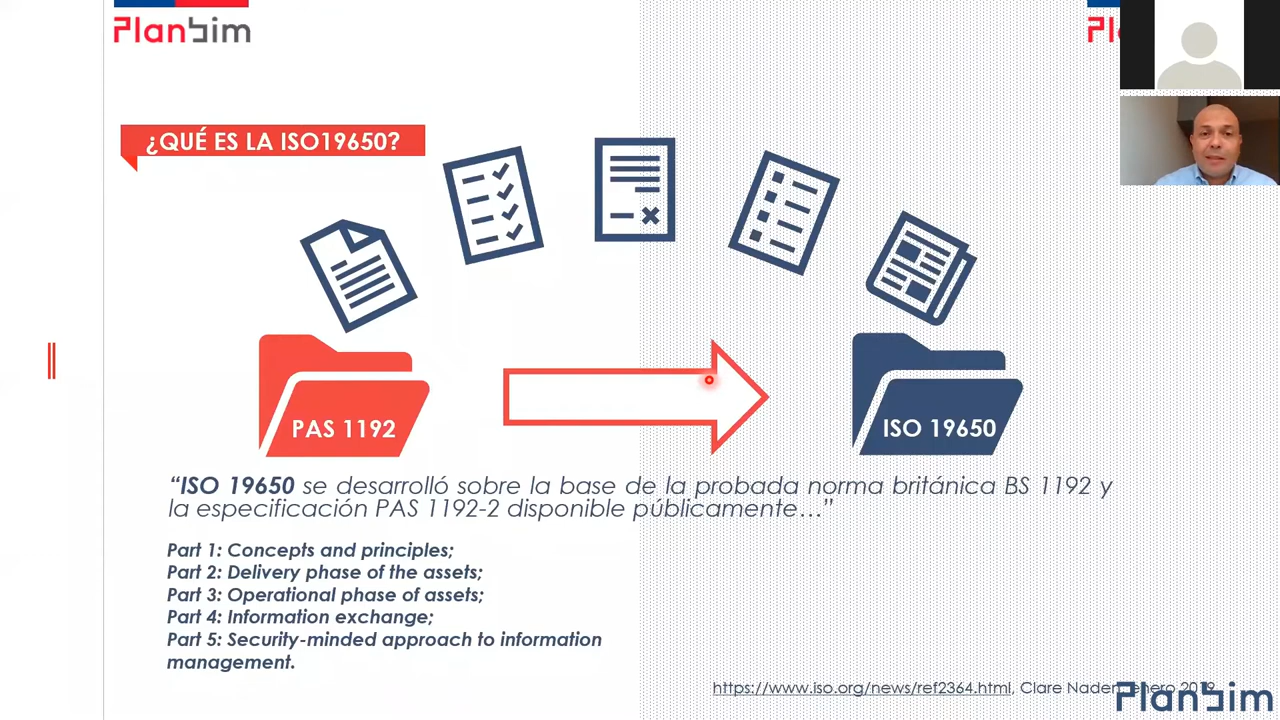 PlanBim
¿QUÉ ES LA ISO19650?
PAS 1192
ISO 19650
“ISO 19650 se desarrolló sobre la base de la probada norma británica BS 1192 y
la especificación PAS 1192-2 disponible públicamente…”
Part 1: Concepts and principles;
Part 2: Delivery phase of the assets;
Part 3: Operational phase of assets;
Part 4: Information exchange;
Part 5: Security-minded approach to information
management.
https://www.iso.org/news/ref2364.html, Clare Naden, enero
PlanBim